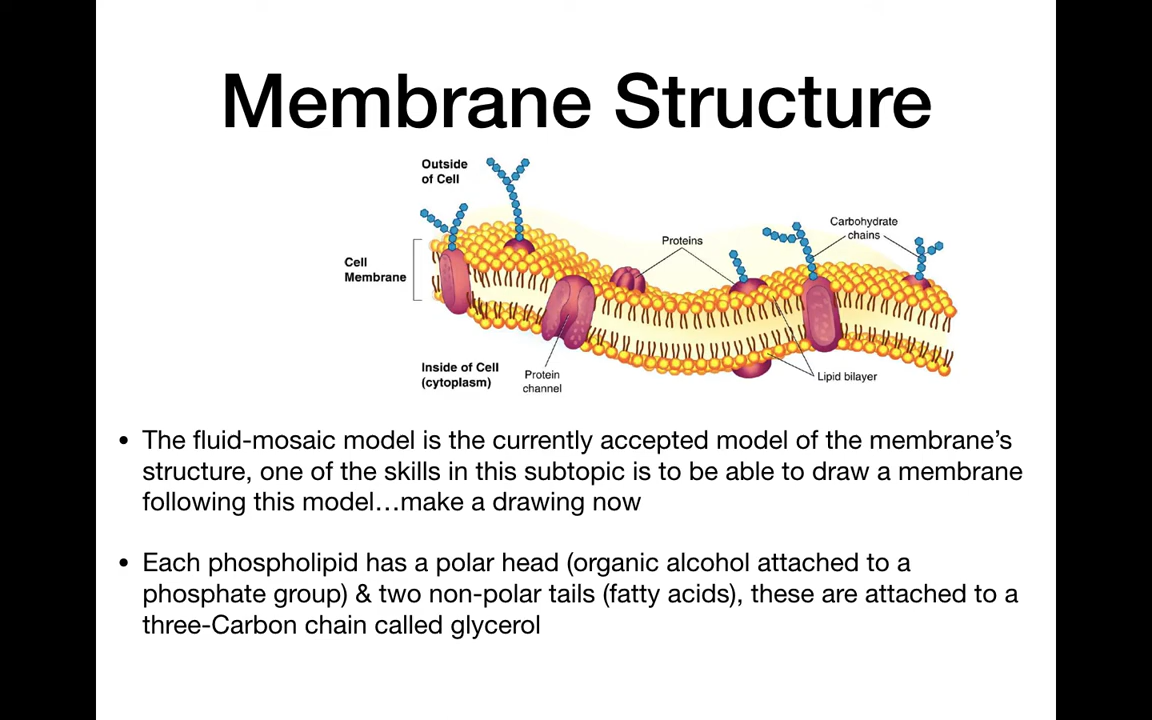 Membrane Structure
Outside
of Cell
Carbohydrate
chains
Proteins
Cell
Membrane
Inside of Cell
(cytoplasm)
Protein
channel
Lipid bilayer
• The fluid-mosaic model is the currently accepted model of the membrane’s
structure, one of the skills in this subtopic is to be able to draw a membrane
following this model…make a drawing now
• Each phospholipid has a polar head (organic alcohol attached to a
phosphate group) & two non-polar tails (fatty acids), these are attached to a
three-Carbon chain called glycerol